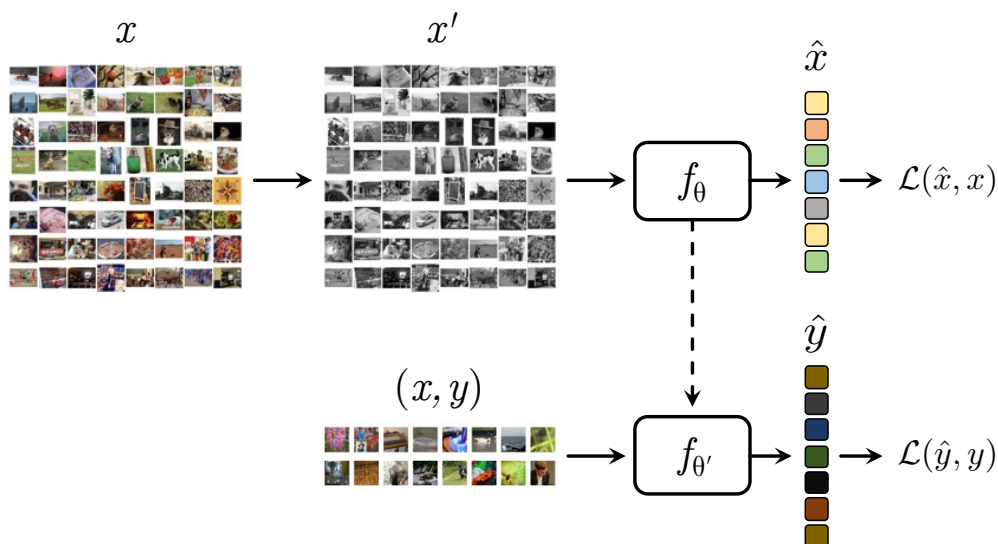 x x′ x̂
f_θ
ℒ(x̂, x)
ŷ
(x, y)
f_θ′
ℒ(ŷ, y)